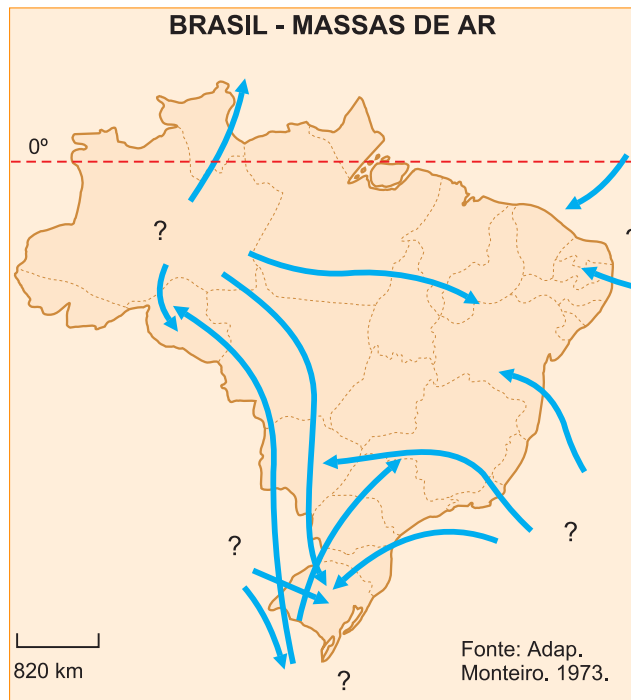 BRASIL - MASSAS DE AR
0º
?
?
?
?
?
820 km
Fonte: Adap.
Monteiro. 1973.